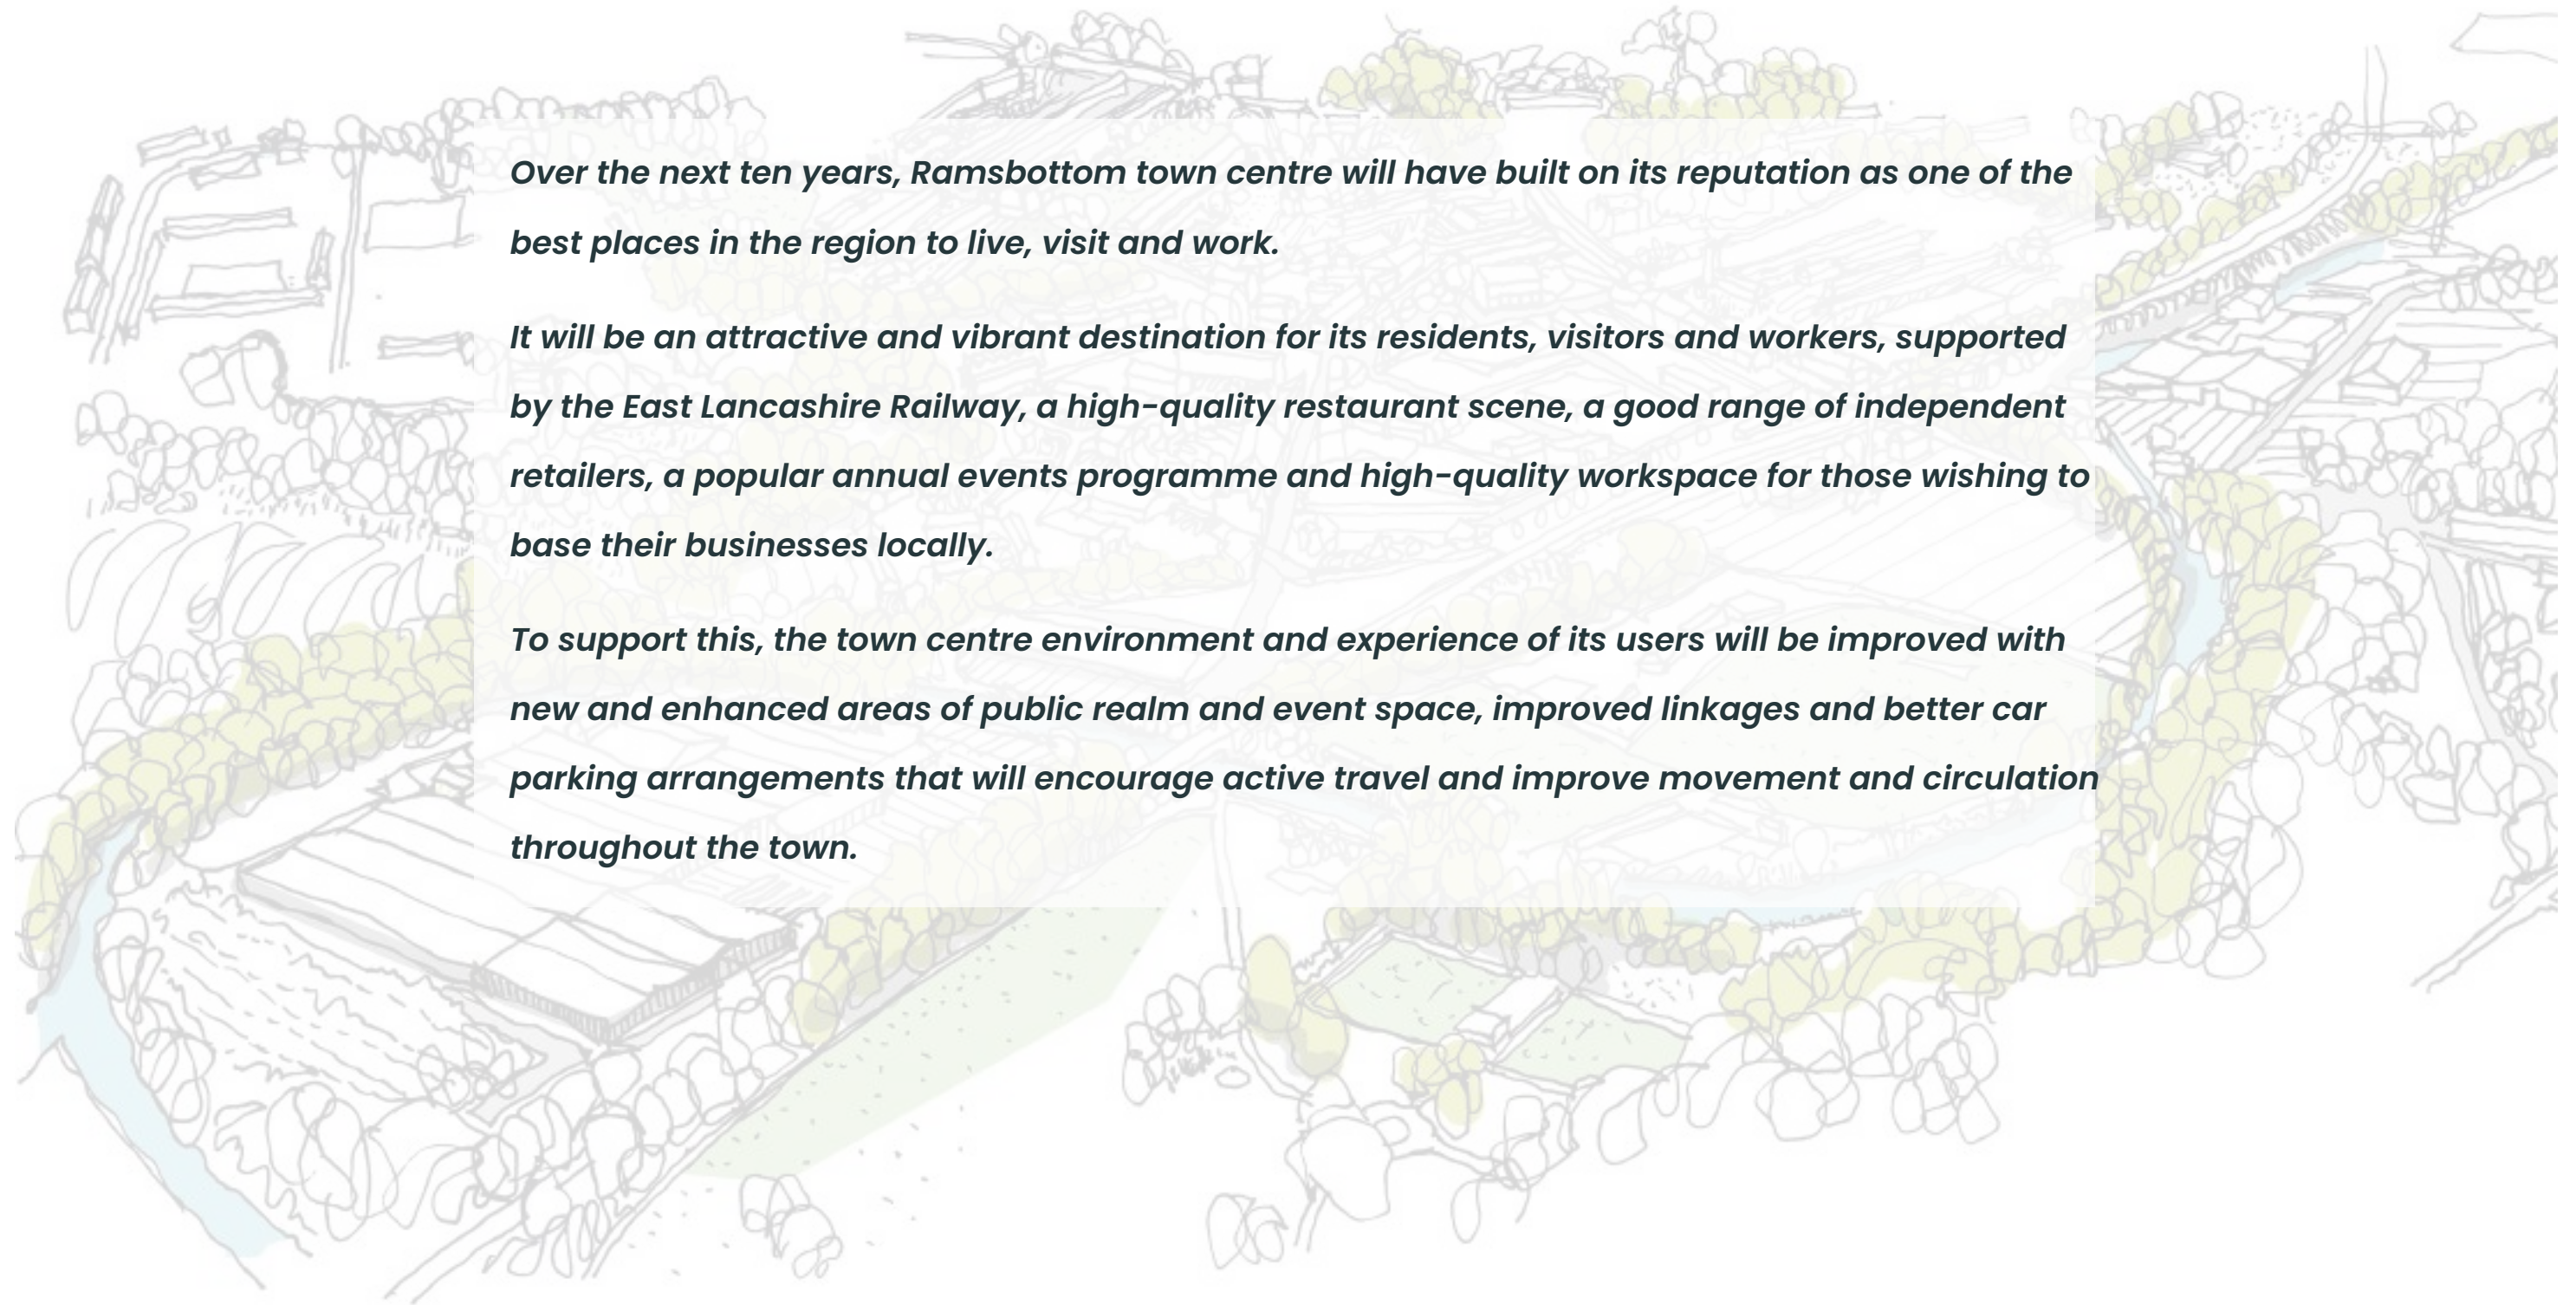 Over the next ten years, Ramsbottom town centre will have built on its reputation as one of the
best places in the region to live, visit and work.
It will be an attractive and vibrant destination for its residents, visitors and workers, supported
by the East Lancashire Railway, a high-quality restaurant scene, a good range of independent
retailers, a popular annual events programme and high-quality workspace for those wishing to
base their businesses locally.
To support this, the town centre environment and experience of its users will be improved with
new and enhanced areas of public realm and event space, improved linkages and better car
parking arrangements that will encourage active travel and improve movement and circulation
throughout the town.